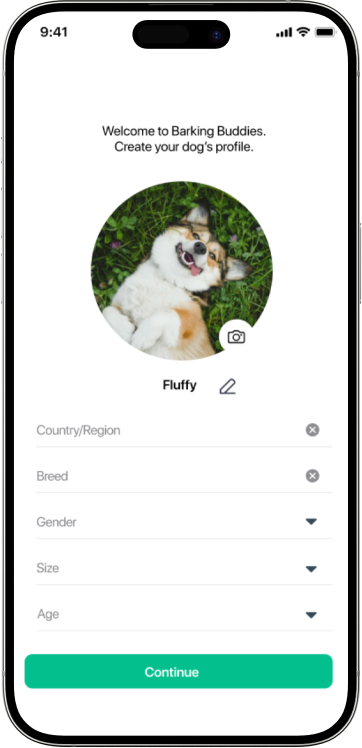 9:41
Welcome to Barking Buddies.
Create your dog's profile.
Fluffy
Country/Region
Breed
Gender
Size
Age
Continue